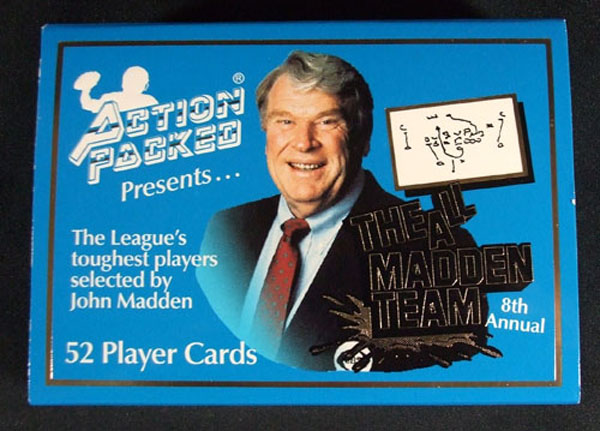 ACTION
PACKED®
Presents...
The League's
toughest players
selected by
John Madden
52 Player Cards
THE ALL
MADDEN
TEAM
8th
Annual